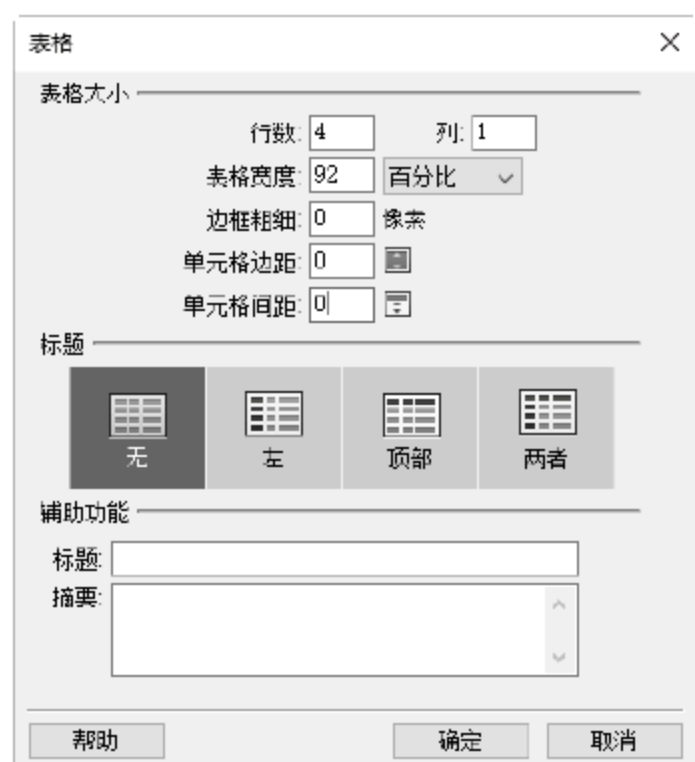 表格
表格大小
行数: 4 列: 1
表格宽度: 92 百分比
边框粗细: 0 像素
单元格边距: 0
单元格间距: 0
标题
无 左 顶部 两者
辅助功能
标题:
摘要:
帮助 确定 取消